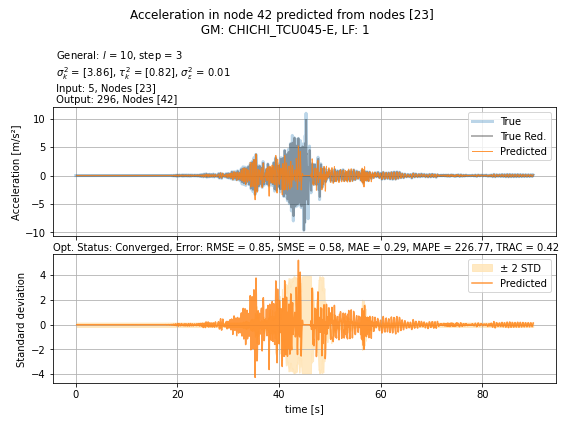 Acceleration in node 42 predicted from nodes [23]
GM: CHICHI_TCU045-E, LF: 1
General: l = 10, step = 3
σ²ₖ = [3.86], τ²ₖ = [0.82], σ²ε = 0.01
Input: 5, Nodes [23]
Output: 296, Nodes [42]
Acceleration [m/s²]
10
5
0
−5
−10
True
True Red.
Predicted
Opt. Status: Converged, Error: RMSE = 0.85, SMSE = 0.58, MAE = 0.29, MAPE = 226.77, TRAC = 0.42
Standard deviation
4
2
0
−2
−4
± 2 STD
Predicted
0 20 40 60 80
time [s]